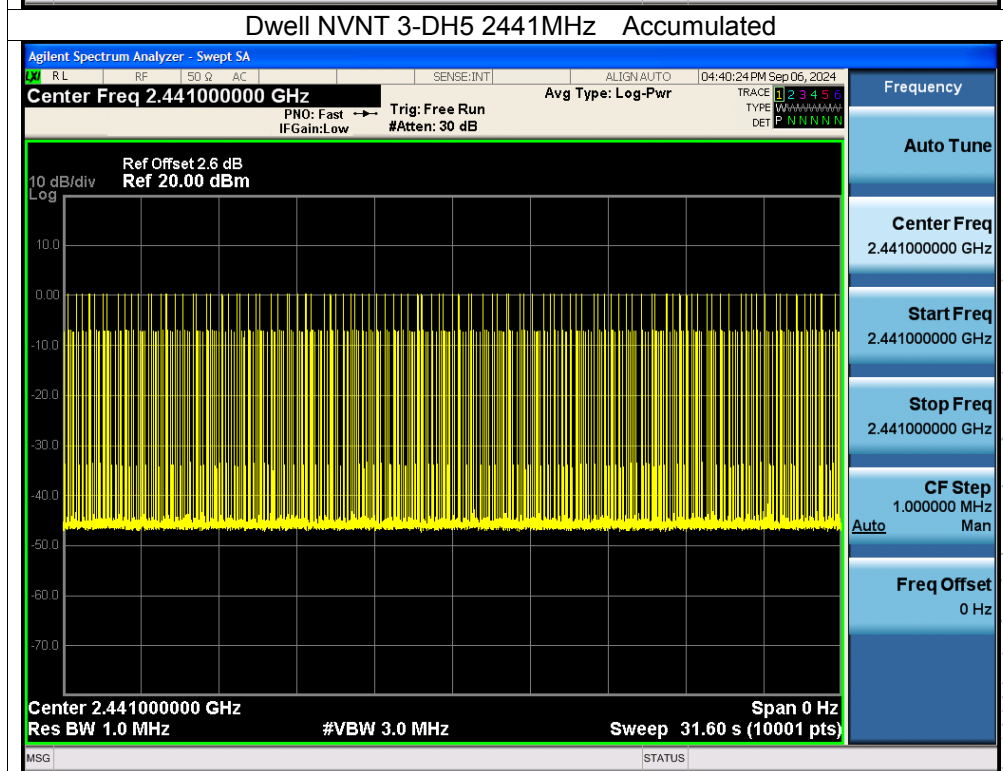 Dwell NVNT 3-DH5 2441MHz Accumulated
Agilent Spectrum Analyzer - Swept SA
LXI RL RF 50 Ω AC SENSE:INT ALIGN AUTO 04:40:24 PM Sep 06, 2024
Center Freq 2.441000000 GHz
PNO: Fast
IFGain:Low
Trig: Free Run
#Atten: 30 dB
Avg Type: Log-Pwr
TRACE 1 2 3 4 5 6
TYPE W
DET P N N N N N
Frequency
Ref Offset 2.6 dB
10 dB/div Ref 20.00 dBm
Log
10.0
0.00
-10.0
-20.0
-30.0
-40.0
-50.0
-60.0
-70.0
Center 2.441000000 GHz Span 0 Hz
Res BW 1.0 MHz #VBW 3.0 MHz Sweep 31.60 s (10001 pts)
Auto Tune
Center Freq
2.441000000 GHz
Start Freq
2.441000000 GHz
Stop Freq
2.441000000 GHz
CF Step
1.000000 MHz
Auto Man
Freq Offset
0 Hz
MSG STATUS